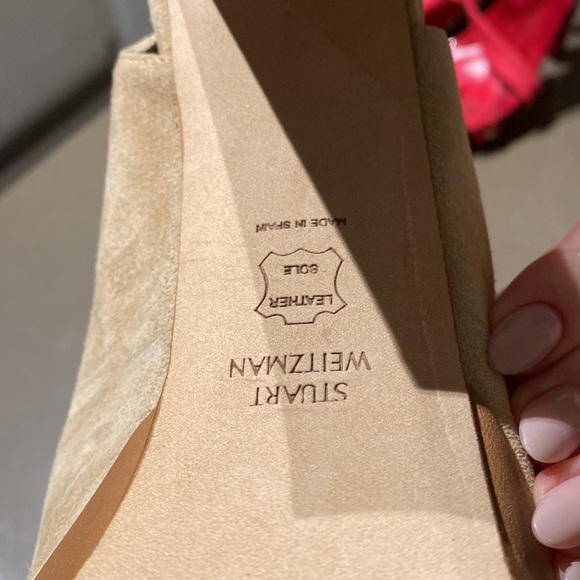 STUART
WEITZMAN
LEATHER
SOLE
MADE IN SPAIN